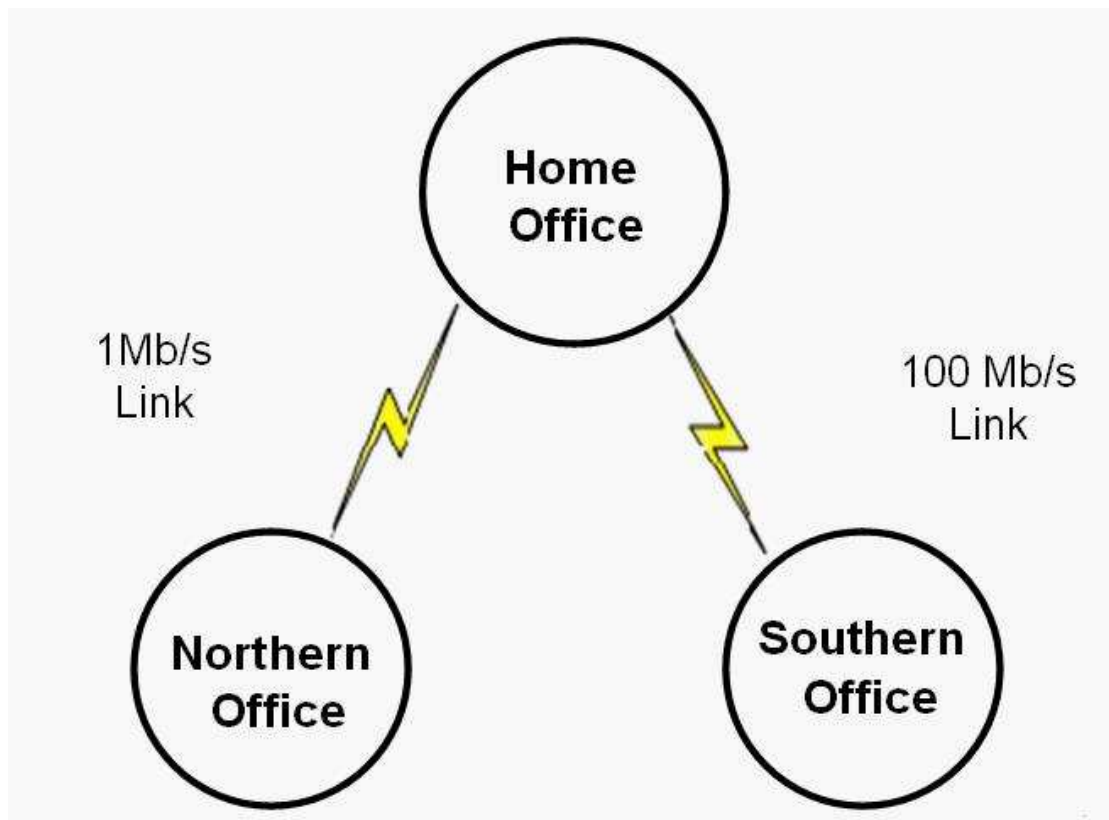 Home
Office
1Mb/s
Link
100 Mb/s
Link
Northern
Office
Southern
Office